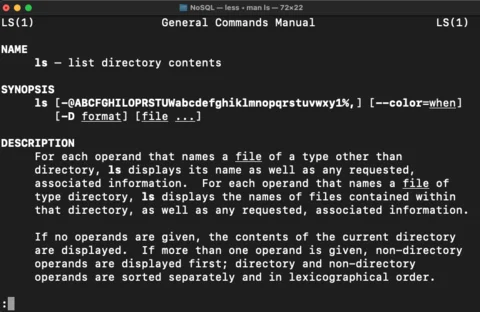 NoSQL — less ‹ man ls — 72×22
LS(1) General Commands Manual LS(1)
NAME
ls – list directory contents
SYNOPSIS
ls [-@ABCFGHILOPRSTUWabcdefghiklmnopqrstuvwxy1%,] [--color=when]
[-D format] [file ...]
DESCRIPTION
For each operand that names a file of a type other than
directory, ls displays its name as well as any requested,
associated information. For each operand that names a file of
type directory, ls displays the names of files contained within
that directory, as well as any requested, associated information.
If no operands are given, the contents of the current directory
are displayed. If more than one operand is given, non-directory
operands are displayed first; directory and non-directory
operands are sorted separately and in lexicographical order.
: